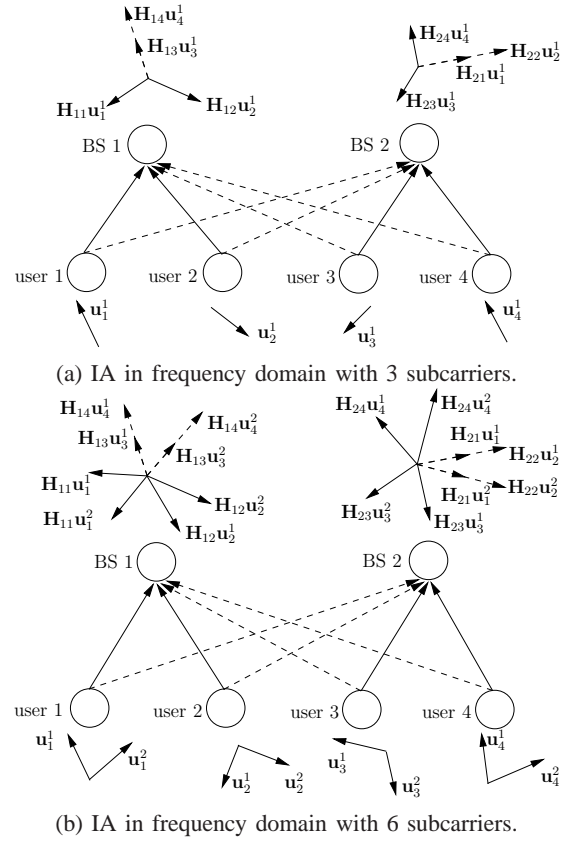 H₁₄u₄¹
H₁₃u₃¹
H₁₁u₁¹
H₁₂u₂¹
H₂₄u₄¹
H₂₂u₂¹
H₂₁u₁¹
H₂₃u₃¹
BS 1
BS 2
user 1
user 2
user 3
user 4
u₁¹
u₂¹
u₃¹
u₄¹
(a) IA in frequency domain with 3 subcarriers.
H₁₄u₄¹
H₁₄u₄²
H₁₃u₃¹
H₁₃u₃²
H₁₁u₁¹
H₁₂u₂²
H₁₁u₁²
H₁₂u₂¹
H₂₄u₄¹
H₂₄u₄²
H₂₁u₁¹
H₂₂u₂¹
H₂₁u₁²
H₂₂u₂²
H₂₃u₃²
H₂₃u₃¹
BS 1
BS 2
user 1
user 2
user 3
user 4
u₁¹
u₁²
u₂¹
u₂²
u₃¹
u₃²
u₄¹
u₄²
(b) IA in frequency domain with 6 subcarriers.